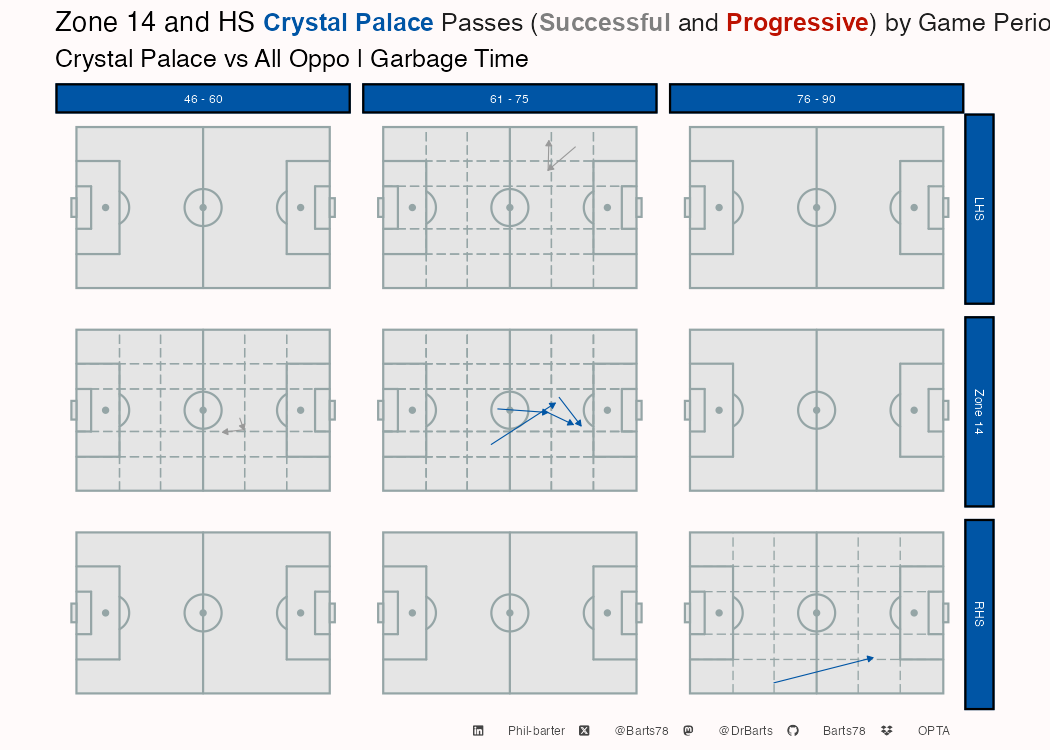 Zone 14 and HS Crystal Palace Passes (Successful and Progressive) by Game Perio
Crystal Palace vs All Oppo | Garbage Time
46 - 60
61 - 75
76 - 90
LHS
Zone 14
RHS
Phil-barter @Barts78 @DrBarts Barts78 OPTA